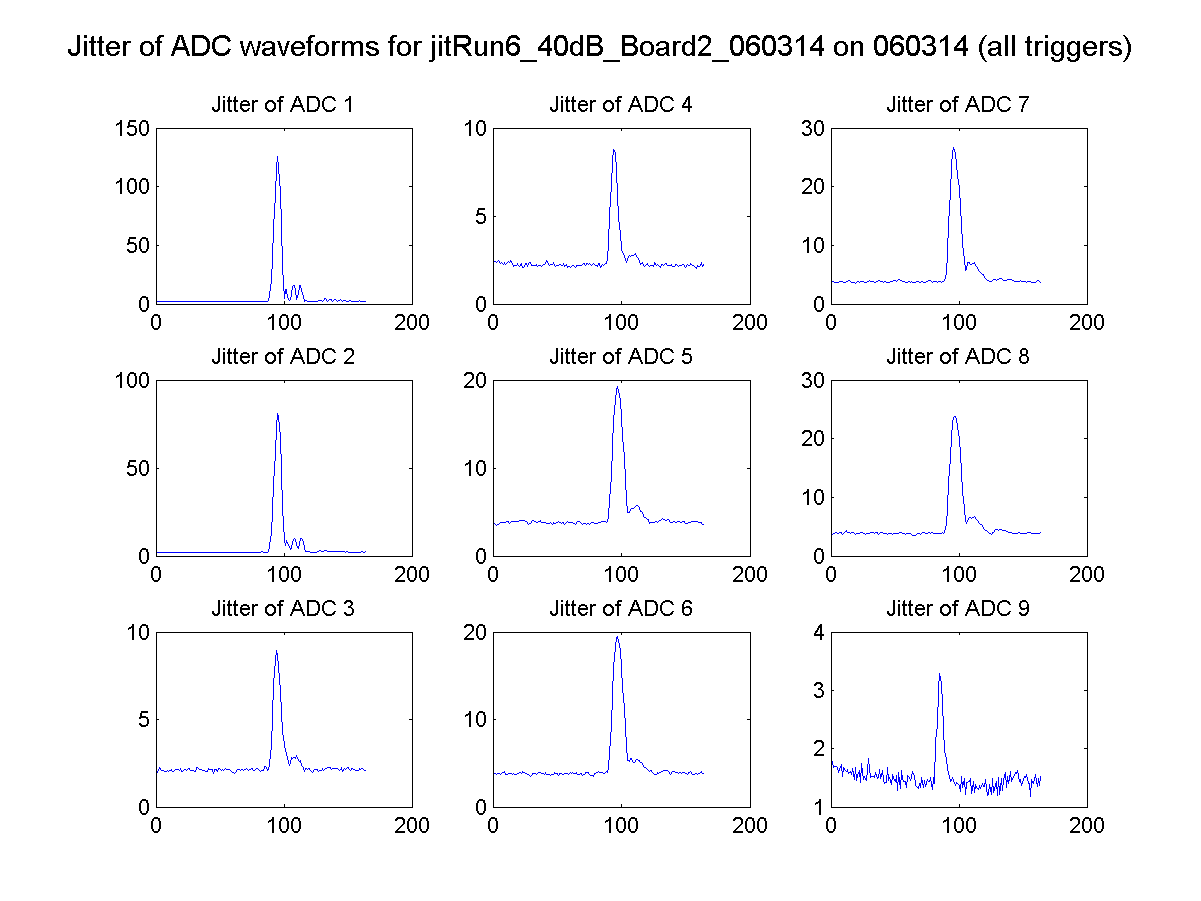 Jitter of ADC waveforms for jitRun6_40dB_Board2_060314 on 060314 (all triggers)
Jitter of ADC 1
150
100
50
0
0 100 200
Jitter of ADC 4
10
5
0
0 100 200
Jitter of ADC 7
30
20
10
0
0 100 200
Jitter of ADC 2
100
50
0
0 100 200
Jitter of ADC 5
20
10
0
0 100 200
Jitter of ADC 8
30
20
10
0
0 100 200
Jitter of ADC 3
10
5
0
0 100 200
Jitter of ADC 6
20
10
0
0 100 200
Jitter of ADC 9
4
3
2
1
0 100 200